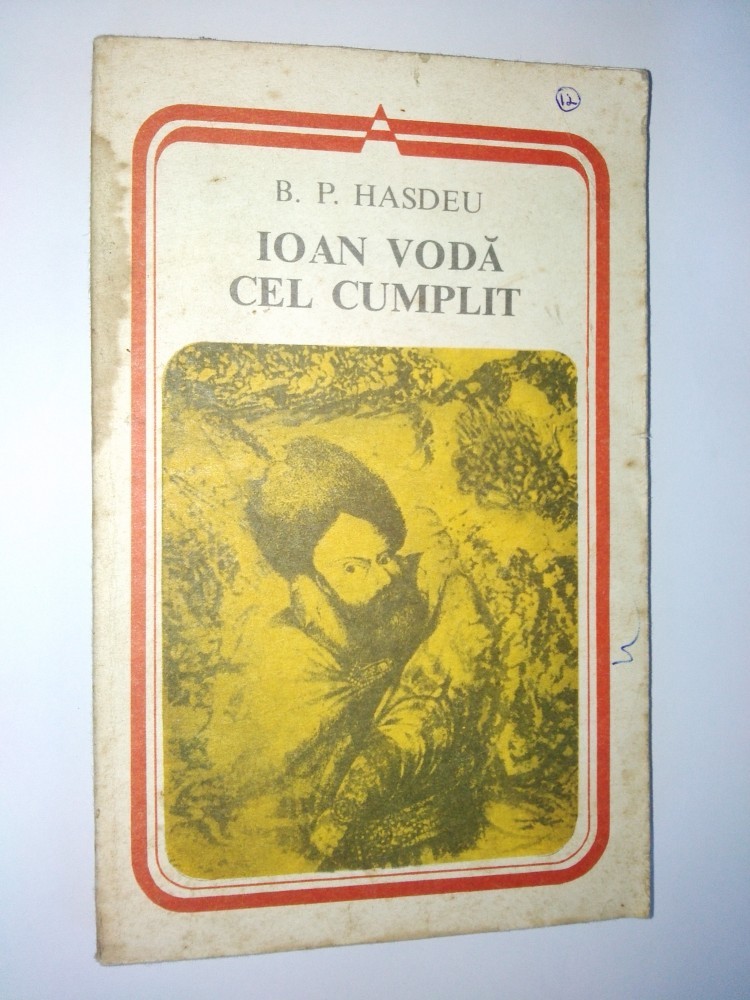 12
B. P. HASDEU
IOAN VODĂ
CEL CUMPLIT